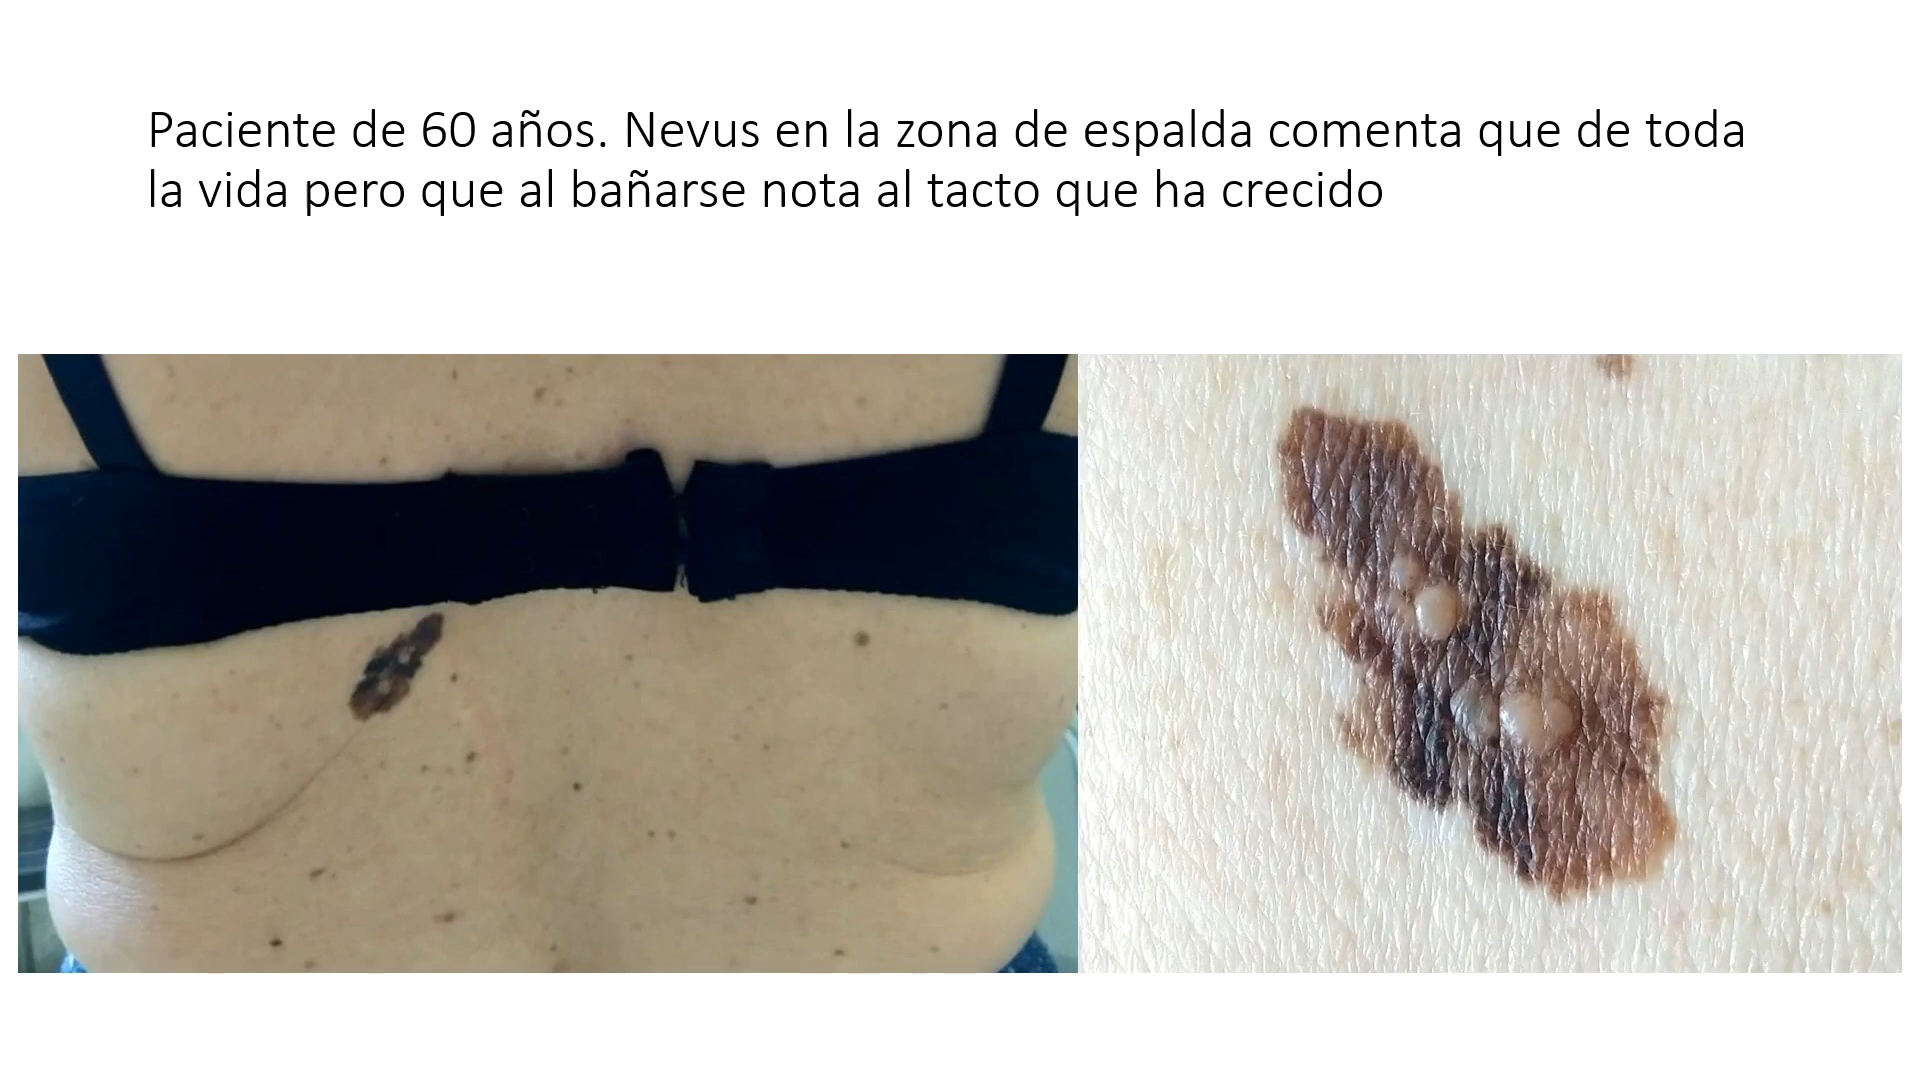 Paciente de 60 años. Nevus en la zona de espalda comenta que de toda
la vida pero que al bañarse nota al tacto que ha crecido